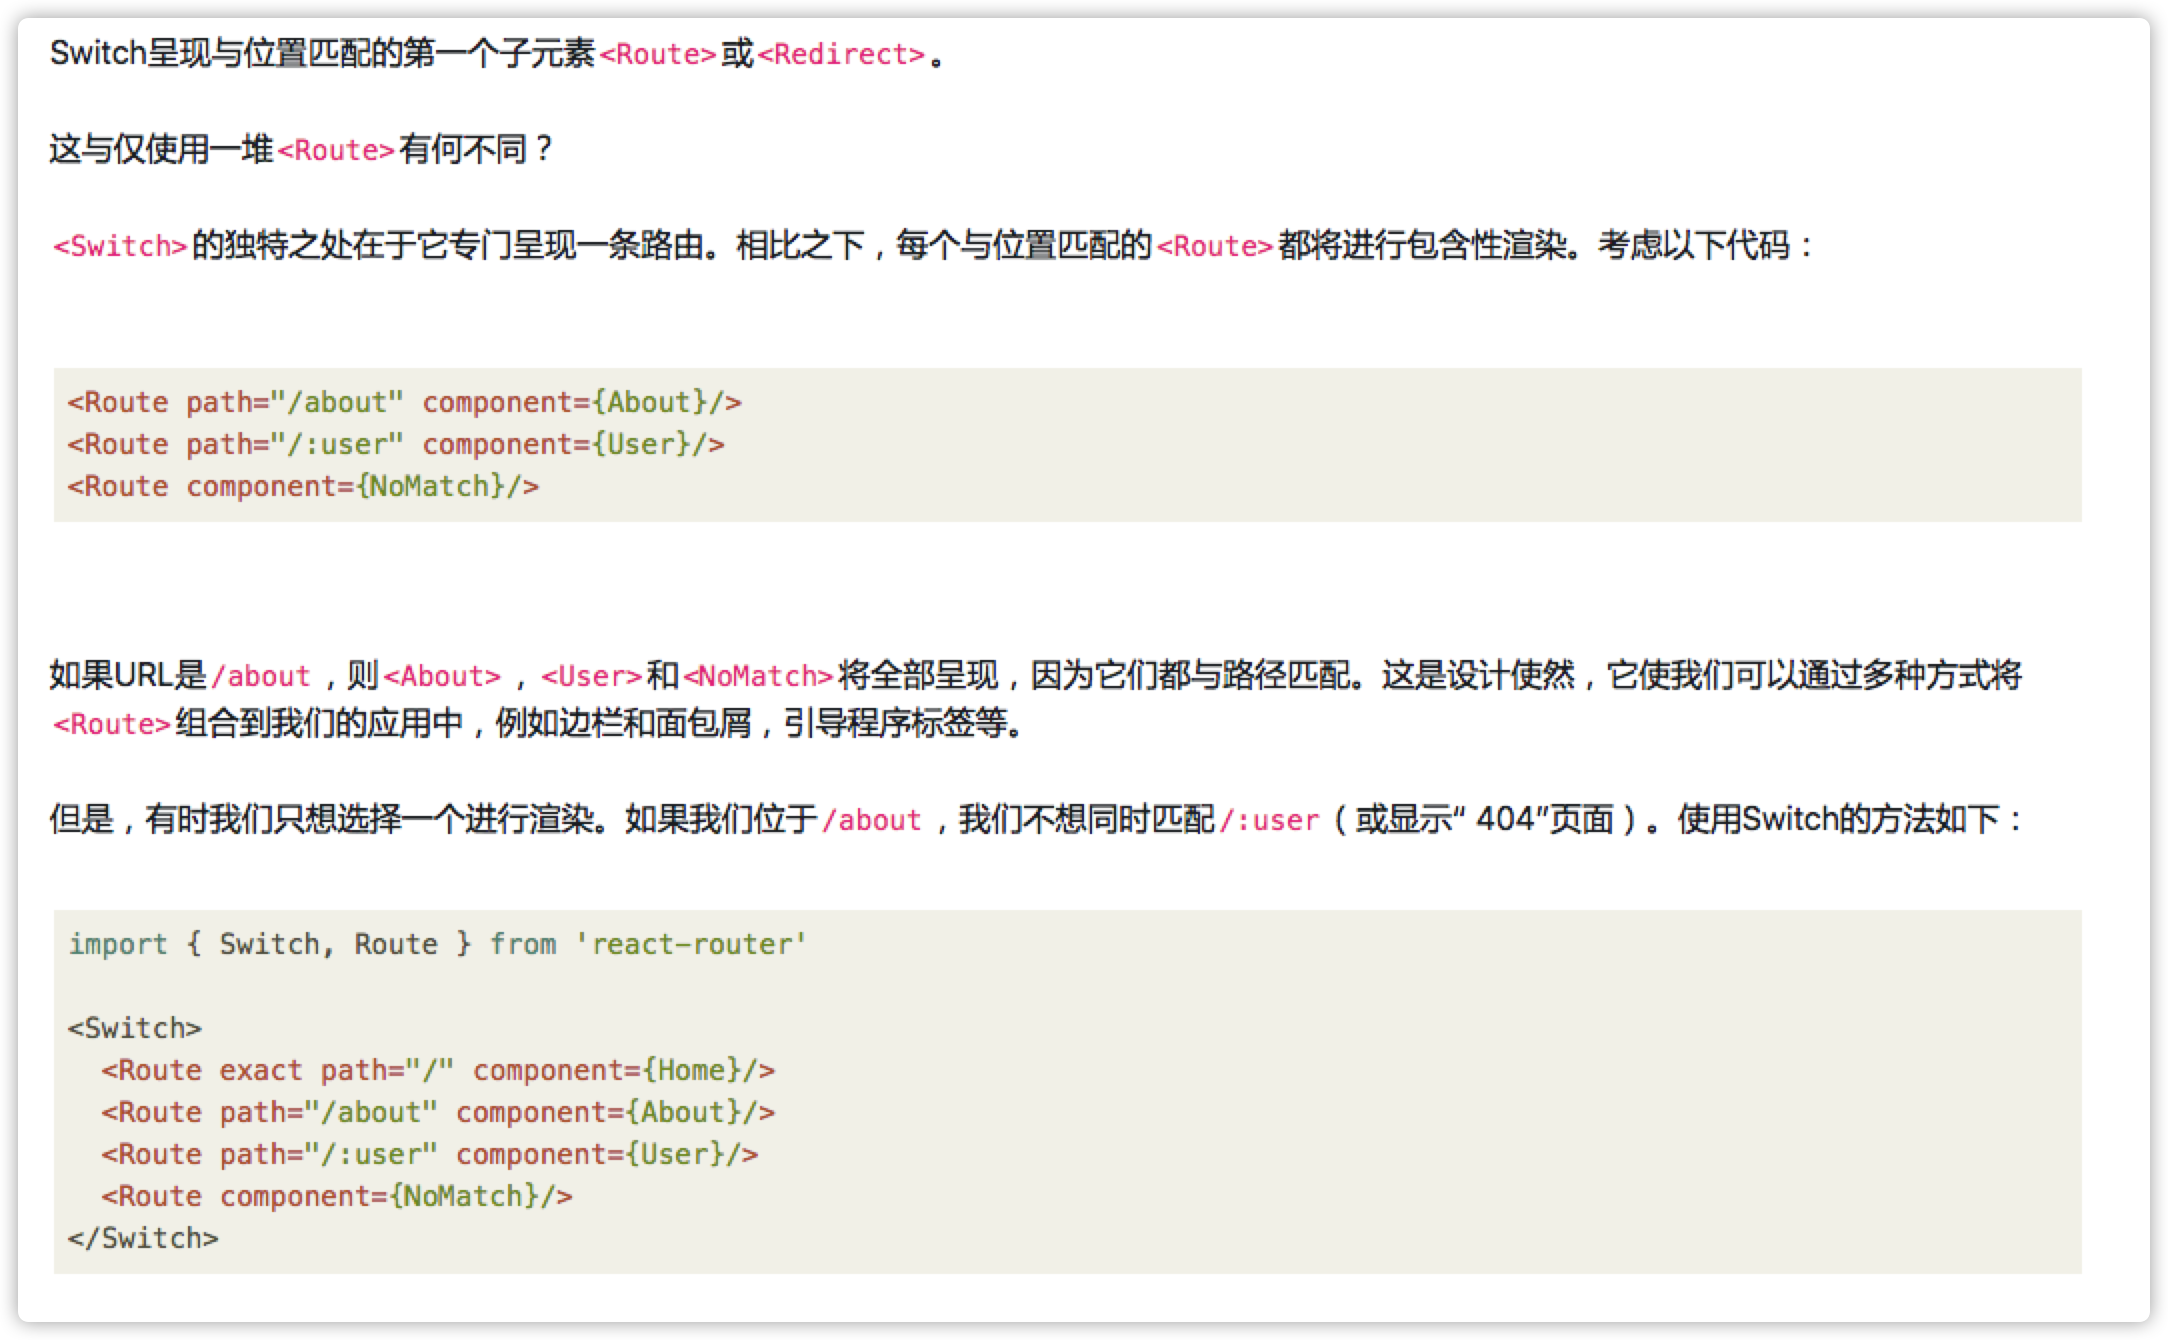 Switch呈现与位置匹配的第一个子元素<Route>或<Redirect>。
这与仅使用一堆<Route>有何不同？
<Switch>的独特之处在于它专门呈现一条路由。相比之下，每个与位置匹配的<Route>都将进行包含性渲染。考虑以下代码：
<Route path="/about" component={About}/>
<Route path="/:user" component={User}/>
<Route component={NoMatch}/>
如果URL是/about，则<About>，<User>和<NoMatch>将全部呈现，因为它们都与路径匹配。这是设计使然，它使我们可以通过多种方式将
<Route>组合到我们的应用中，例如边栏和面包屑，引导程序标签等。
但是，有时我们只想选择一个进行渲染。如果我们位于/about，我们不想同时匹配/:user（或显示“ 404”页面）。使用Switch的方法如下：
import { Switch, Route } from 'react-router'
<Switch>
  <Route exact path="/" component={Home}/>
  <Route path="/about" component={About}/>
  <Route path="/:user" component={User}/>
  <Route component={NoMatch}/>
</Switch>